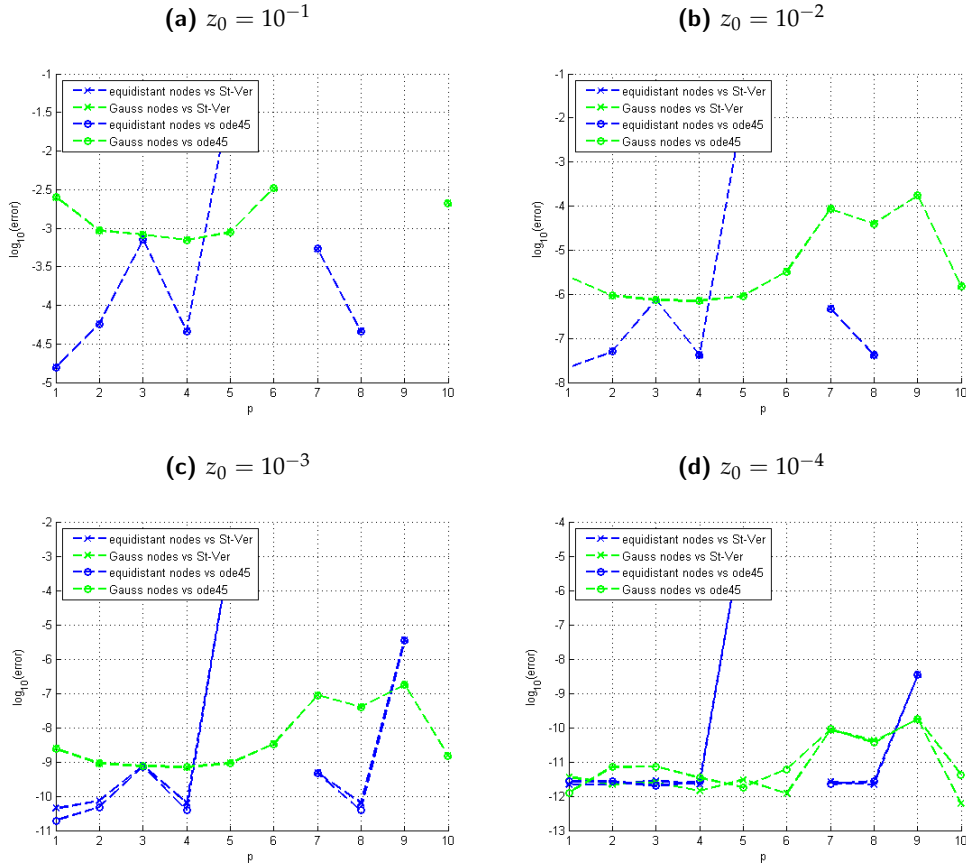 (a) z₀ = 10⁻¹
-1
-1.5
-2
-2.5
-3
-3.5
-4
-4.5
-5
log₁₀(error)
equidistant nodes vs St-Ver
Gauss nodes vs St-Ver
equidistant nodes vs ode45
Gauss nodes vs ode45
1 2 3 4 5 6 7 8 9 10
p
(b) z₀ = 10⁻²
-1
-2
-3
-4
-5
-6
-7
-8
log₁₀(error)
equidistant nodes vs St-Ver
Gauss nodes vs St-Ver
equidistant nodes vs ode45
Gauss nodes vs ode45
1 2 3 4 5 6 7 8 9 10
p
(c) z₀ = 10⁻³
-2
-3
-4
-5
-6
-7
-8
-9
-10
-11
log₁₀(error)
equidistant nodes vs St-Ver
Gauss nodes vs St-Ver
equidistant nodes vs ode45
Gauss nodes vs ode45
1 2 3 4 5 6 7 8 9 10
p
(d) z₀ = 10⁻⁴
-4
-5
-6
-7
-8
-9
-10
-11
-12
-13
log₁₀(error)
equidistant nodes vs St-Ver
Gauss nodes vs St-Ver
equidistant nodes vs ode45
Gauss nodes vs ode45
1 2 3 4 5 6 7 8 9 10
p